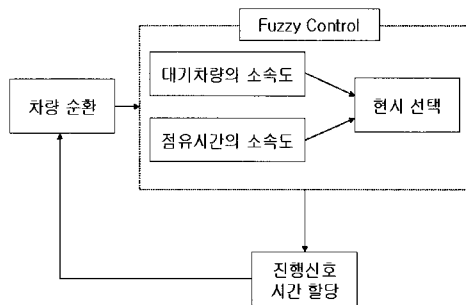 Fuzzy Control
대기차량의 소속도
차량 순환
현시 선택
점유시간의 소속도
진행신호
시간 할당